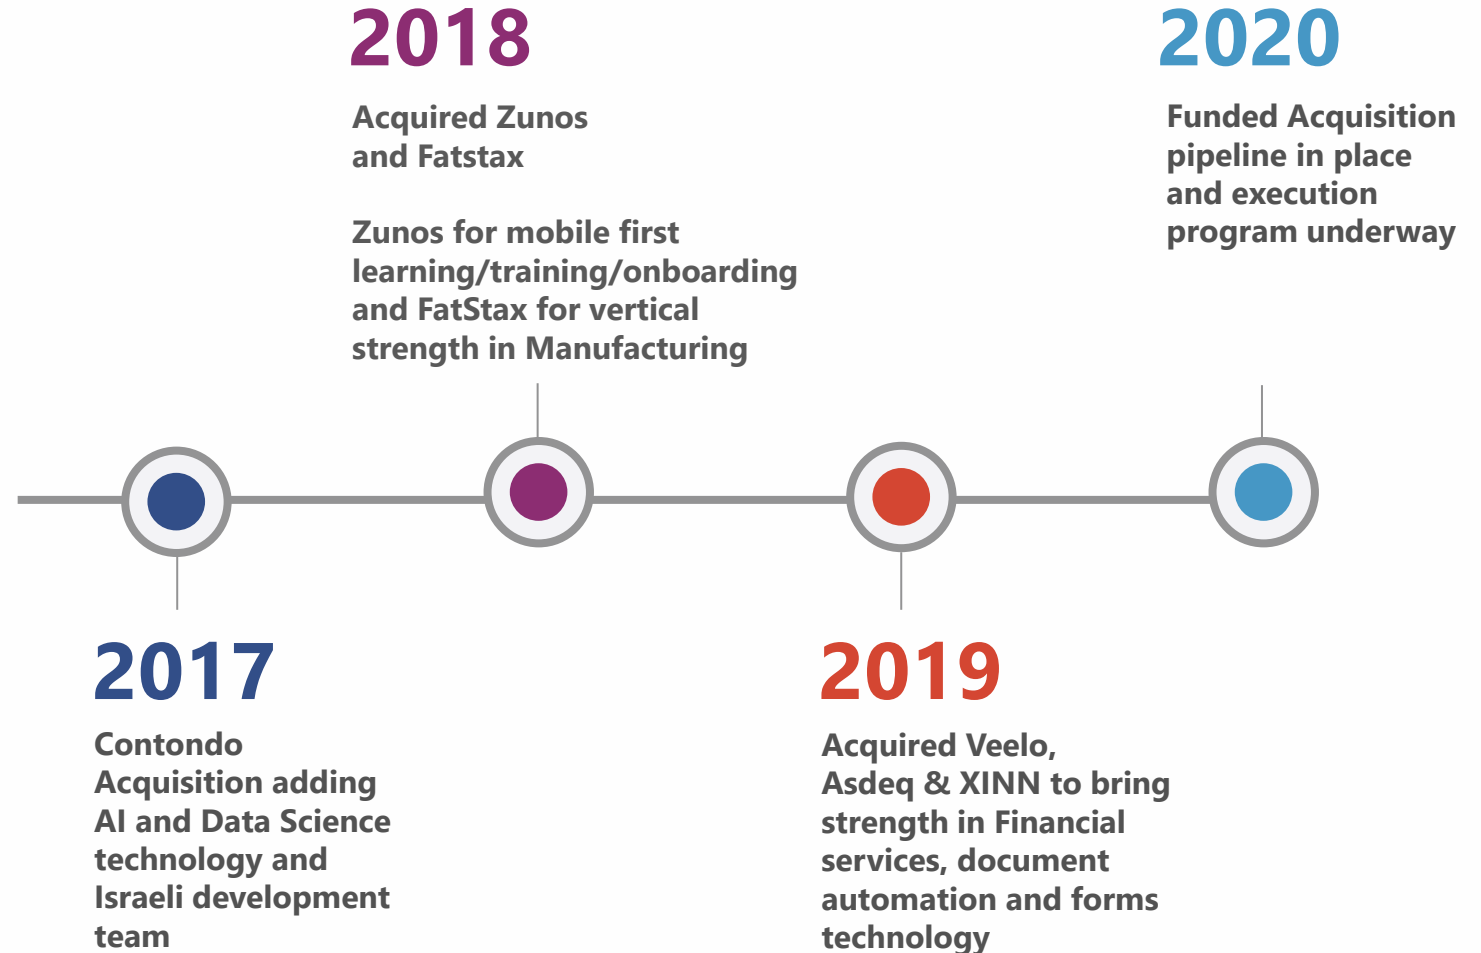 2018
Acquired Zunos
and Fatstax
Zunos for mobile first
learning/training/onboarding
and FatStax for vertical
strength in Manufacturing
2020
Funded Acquisition
pipeline in place
and execution
program underway
2017
Contondo
Acquisition adding
AI and Data Science
technology and
Israeli development
team
2019
Acquired Veelo,
Asdeq & XINN to bring
strength in Financial
services, document
automation and forms
technology